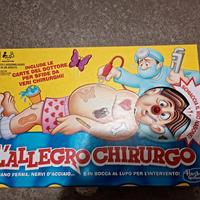 INCLUDE LE
CARTE DEL DOTTORE
PER SFIDE DA
VERI CHIRURGHI!
L'ALLEGRO CHIRURGO
MANO FERMA, NERVI D'ACCIAIO...
E IN BOCCA AL LUPO PER L'INTERVENTO!
Hasbro